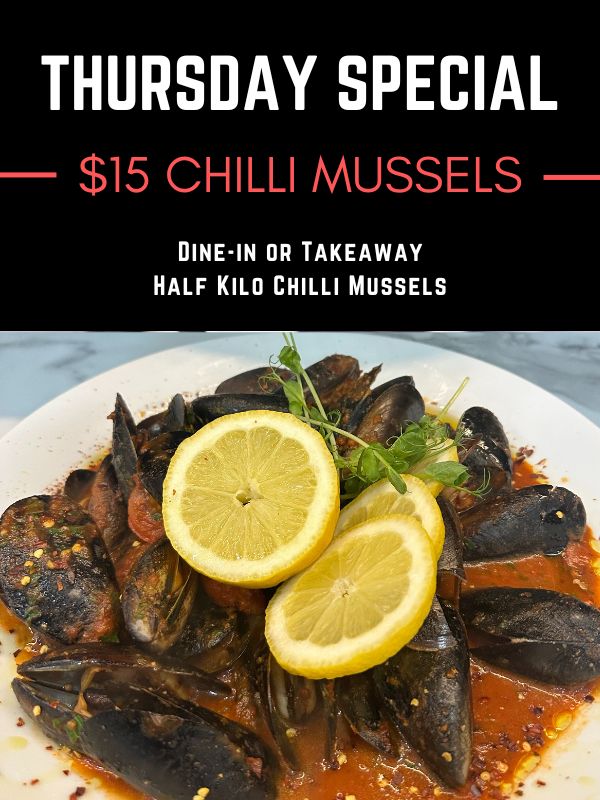 THURSDAY SPECIAL
$15 CHILLI MUSSELS
DINE-IN OR TAKEAWAY
HALF KILO CHILLI MUSSELS